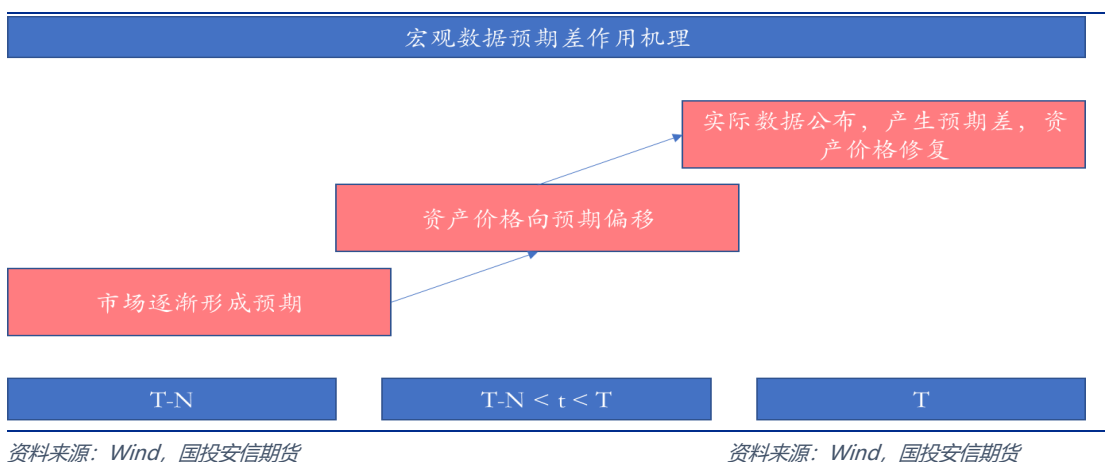 宏观数据预期差作用机理
实际数据公布，产生预期差，资
产价格修复
资产价格向预期偏移
市场逐渐形成预期
T-N
T-N < t < T
T
资料来源：Wind，国投安信期货
资料来源：Wind，国投安信期货